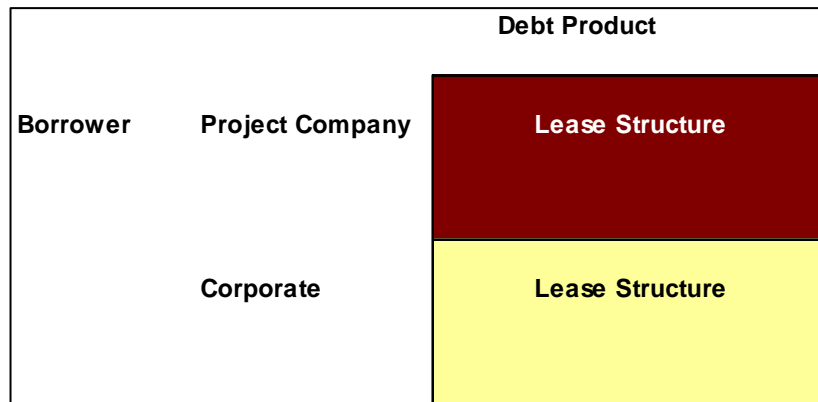 Debt Product
Borrower Project Company Lease Structure
Corporate Lease Structure